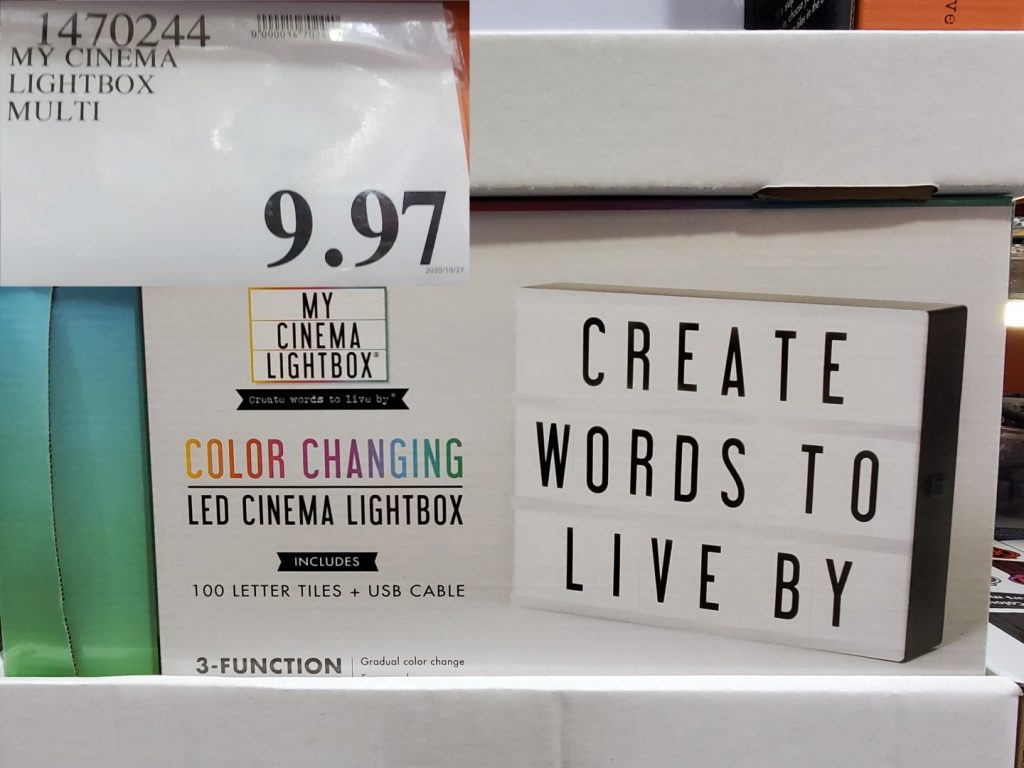 1470244
MY CINEMA
LIGHTBOX
MULTI
9.97
2020/10/27
MY
CINEMA
LIGHTBOX®
Create words to live by®
COLOR CHANGING
LED CINEMA LIGHTBOX
INCLUDES
100 LETTER TILES + USB CABLE
3-FUNCTION
Gradual color change
CREATE
WORDS TO
LIVE BY